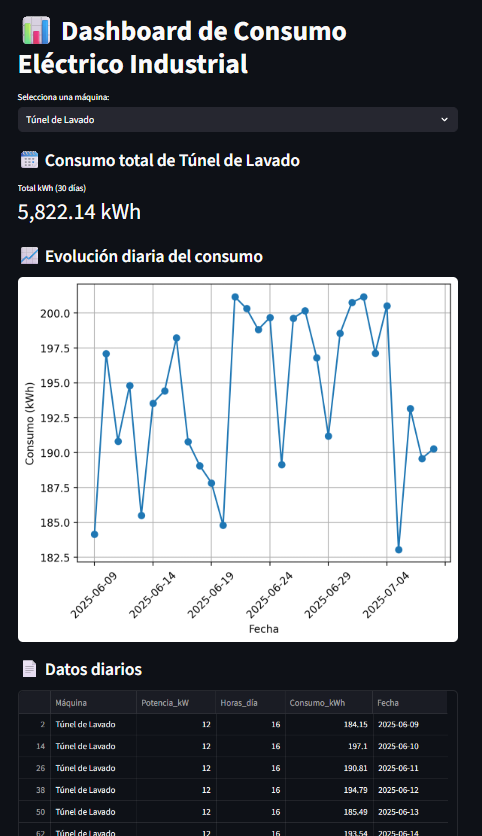 Dashboard de Consumo
Eléctrico Industrial
Selecciona una máquina:
Túnel de Lavado
Consumo total de Túnel de Lavado
Total kWh (30 días)
5,822.14 kWh
Evolución diaria del consumo
200.0
197.5
195.0
192.5
190.0
187.5
185.0
182.5
Consumo (kWh)
2025-06-09
2025-06-14
2025-06-19
2025-06-24
2025-06-29
2025-07-04
Fecha
Datos diarios
Máquina Potencia_kW Horas_día Consumo_kWh Fecha
2 Túnel de Lavado 12 16 184.15 2025-06-09
14 Túnel de Lavado 12 16 197.1 2025-06-10
26 Túnel de Lavado 12 16 190.81 2025-06-11
38 Túnel de Lavado 12 16 194.79 2025-06-12
50 Túnel de Lavado 12 16 185.49 2025-06-13
62 Túnel de Lavado 12 16 193.54 2025-06-14